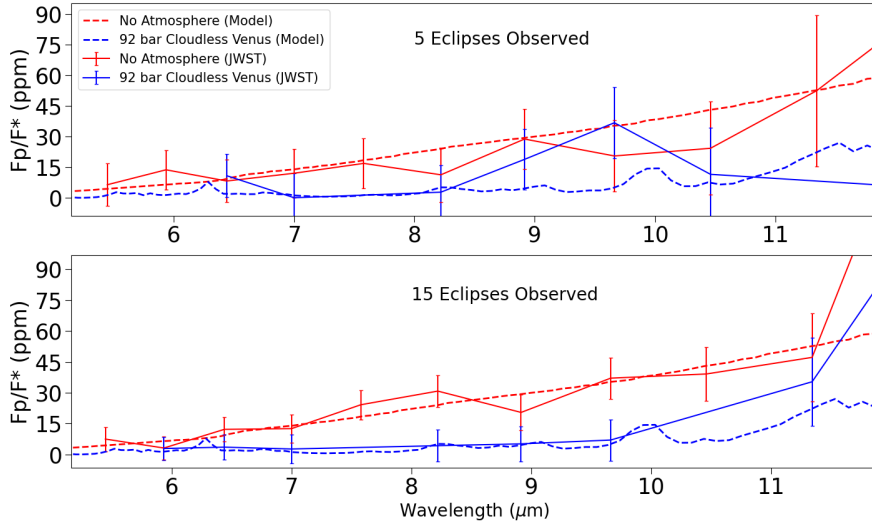 90
75
60
45
30
15
0
Fp/F* (ppm)
No Atmosphere (Model)
92 bar Cloudless Venus (Model)
No Atmosphere (JWST)
92 bar Cloudless Venus (JWST)
5 Eclipses Observed
6 7 8 9 10 11
90
75
60
45
30
15
0
Fp/F* (ppm)
15 Eclipses Observed
6 7 8 9 10 11
Wavelength (μm)